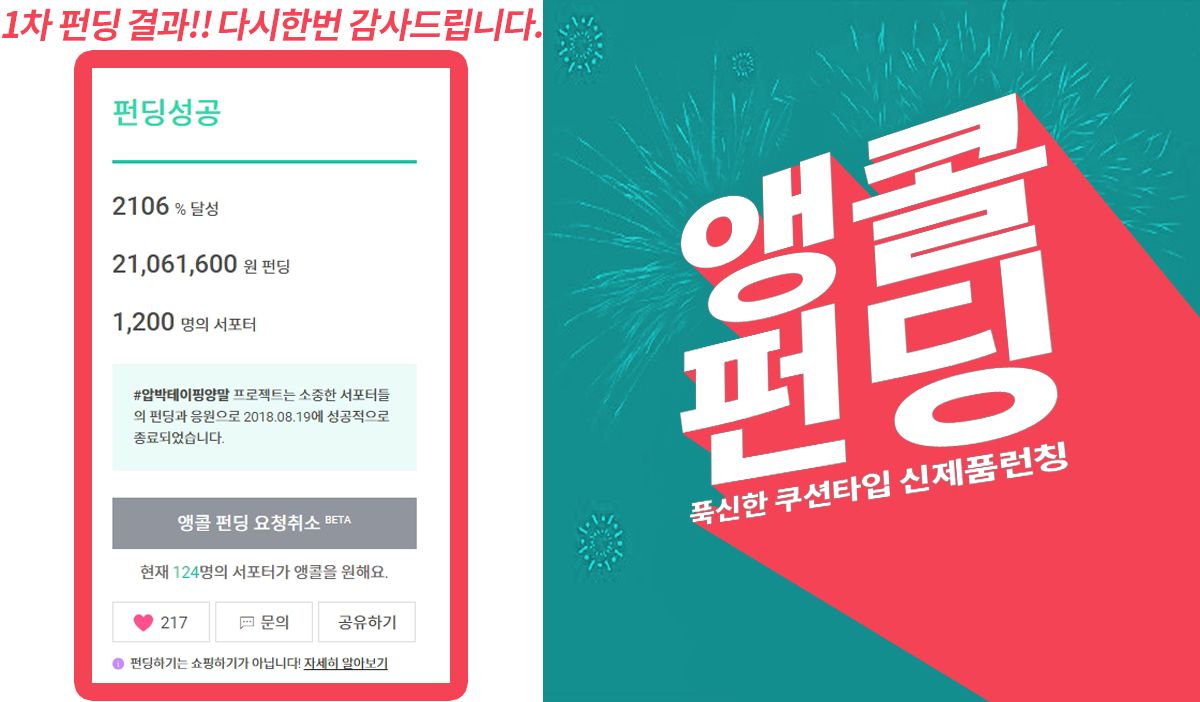 1차 펀딩 결과!! 다시한번 감사드립니다.
펀딩성공
2106 % 달성
21,061,600 원 펀딩
1,200 명의 서포터
#압박테이핑양말 프로젝트는 소중한 서포터들
의 펀딩과 응원으로 2018.08.19에 성공적으로
종료되었습니다.
앵콜 펀딩 요청취소 BETA
현재 124명의 서포터가 앵콜을 원해요.
217 문의 공유하기
펀딩하기는 쇼핑하기가 아닙니다! 자세히 알아보기
앵콜
펀딩
푹신한 쿠션타입 신제품런칭